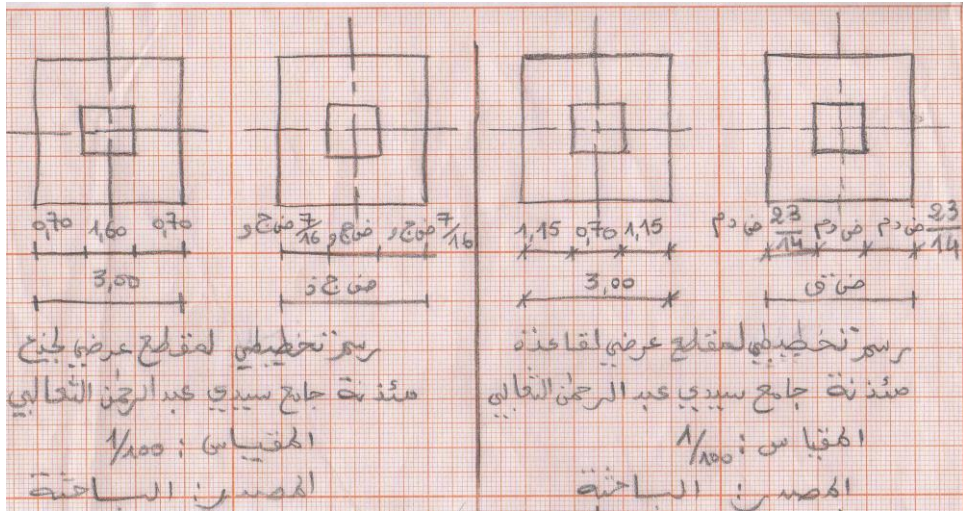 23/14 ض د م ض د م 23/14 ض د م
ض ق
1,15 0,70 1,15
3,00
رسم تخطيطي لمقطع عرضي لقاعدة
مئذنة جامع سيدي عبد الرحمن الثعالبي
المقياس : 1/100
المصدر : الباحثة
7/16 ض ج و ض ج و 7/16 ض ج و
ض ج ذ
0,70 1,60 0,70
3,00
رسم تخطيطي لمقطع عرضي لجذع
مئذنة جامع سيدي عبد الرحمن الثعالبي
المقياس : 1/100
المصدر : الباحثة